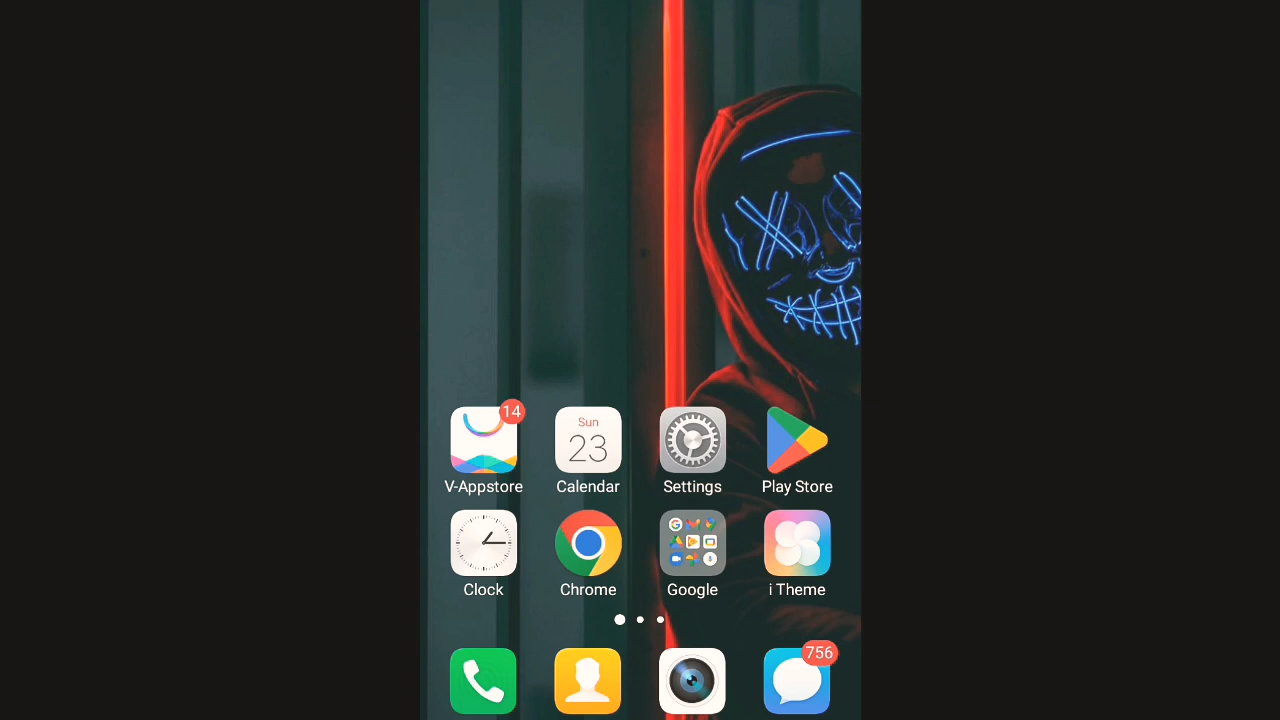 14
Sun
23
V-Appstore
Calendar
Settings
Play Store
Clock
Chrome
Google
i Theme
756